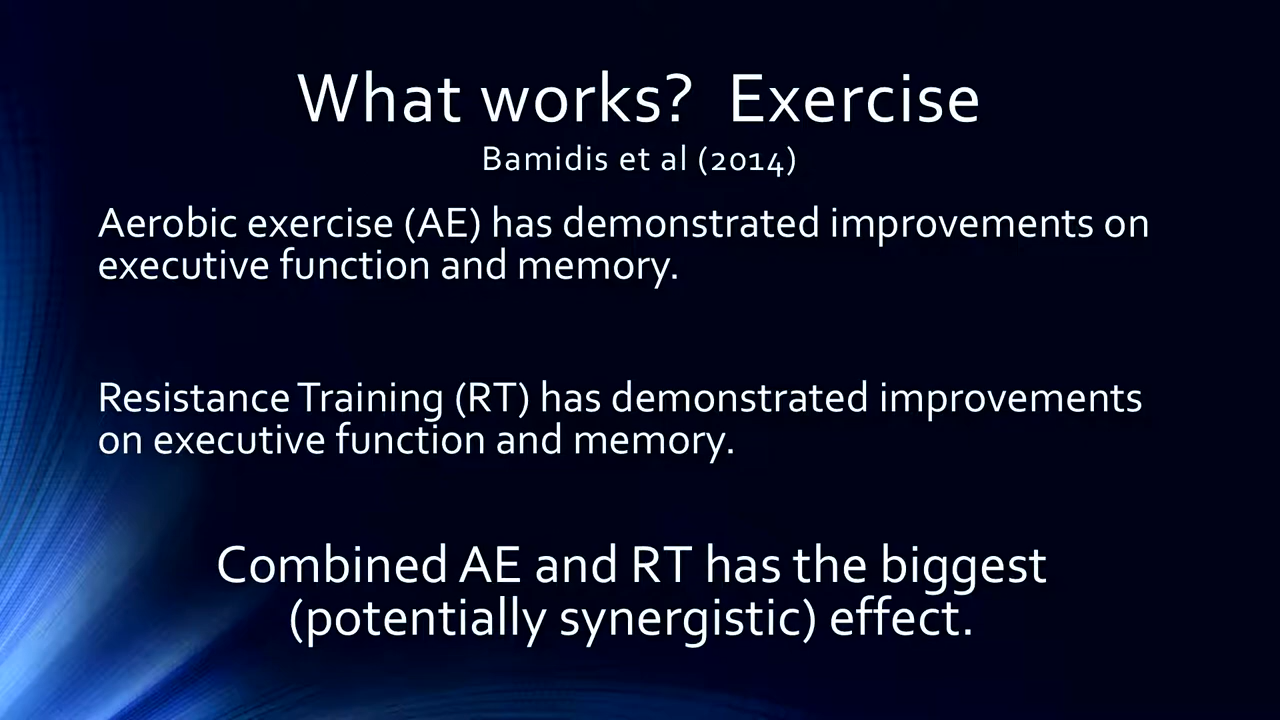 What works?  Exercise
Bamidis et al (2014)
Aerobic exercise (AE) has demonstrated improvements on
executive function and memory.
Resistance Training (RT) has demonstrated improvements
on executive function and memory.
Combined AE and RT has the biggest
(potentially synergistic) effect.